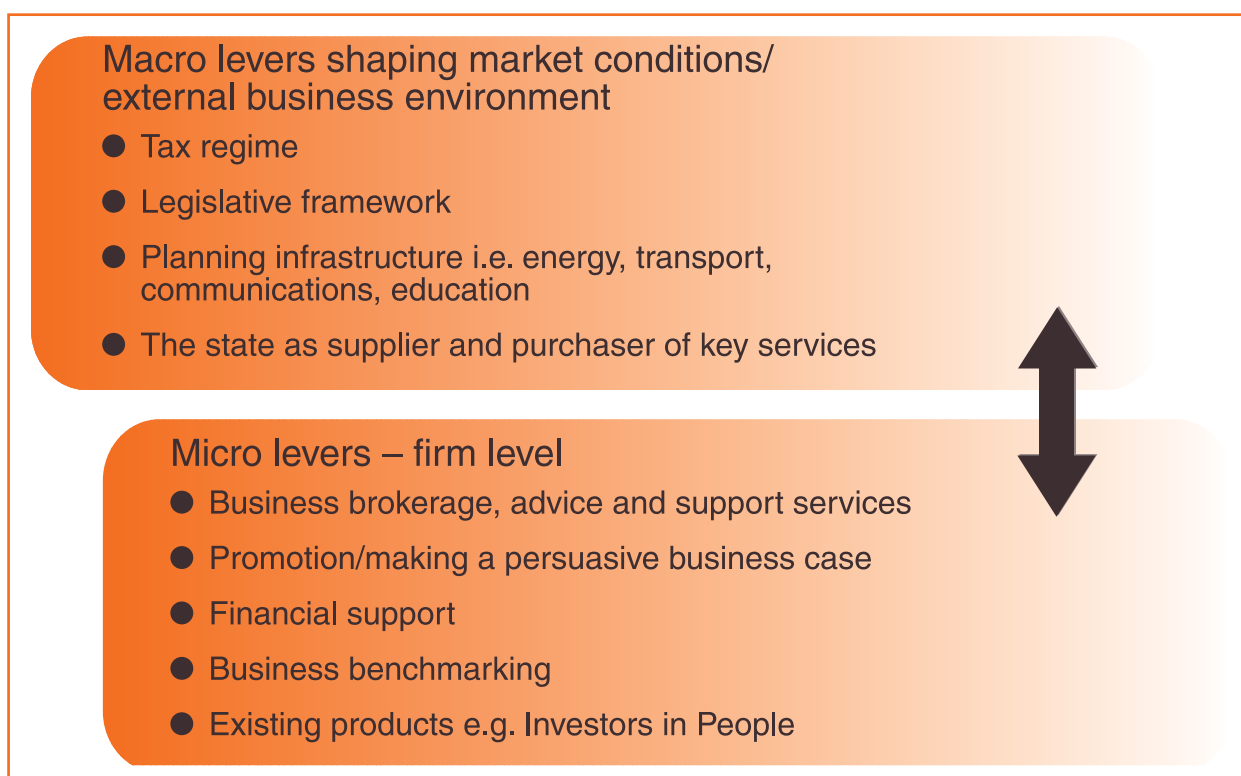 Macro levers shaping market conditions/
external business environment
● Tax regime
● Legislative framework
● Planning infrastructure i.e. energy, transport,
communications, education
● The state as supplier and purchaser of key services
Micro levers – firm level
● Business brokerage, advice and support services
● Promotion/making a persuasive business case
● Financial support
● Business benchmarking
● Existing products e.g. Investors in People